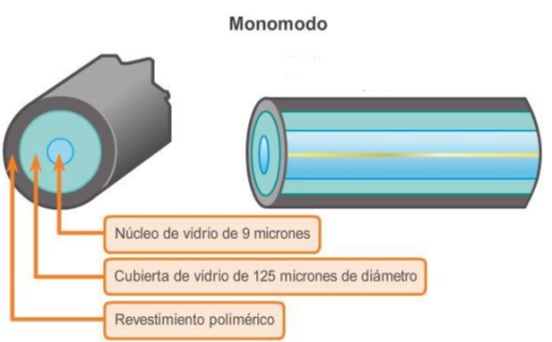 Monomodo
Núcleo de vidrio de 9 micrones
Cubierta de vidrio de 125 micrones de diámetro
Revestimiento polimérico